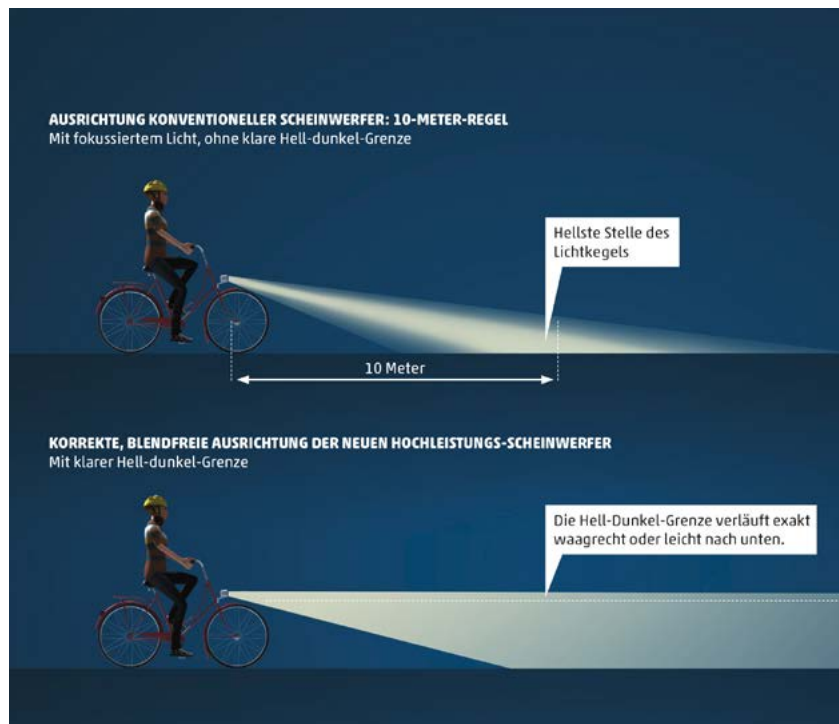 AUSRICHTUNG KONVENTIONELLER SCHEINWERFER: 10-METER-REGEL
Mit fokussiertem Licht, ohne klare Hell-dunkel-Grenze
Hellste Stelle des
Lichtkegels
10 Meter
KORREKTE, BLENDFREIE AUSRICHTUNG DER NEUEN HOCHLEISTUNGS-SCHEINWERFER
Mit klarer Hell-dunkel-Grenze
Die Hell-Dunkel-Grenze verläuft exakt
waagrecht oder leicht nach unten.